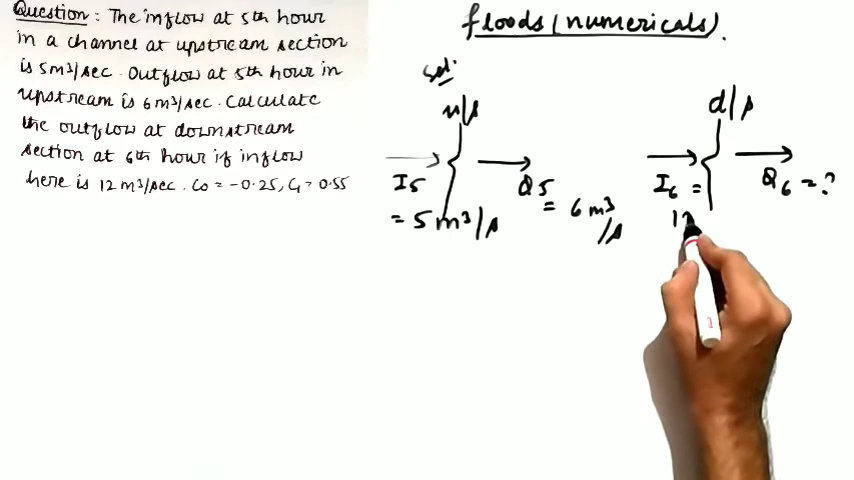 Question: The inflow at 5th hour
in a channel at upstream section
is 5m³/sec. Outflow at 5th hour in
upstream is 6m³/sec. Calculate
the outflow at downstream
section at 6th hour if inflow
here is 12 m³/sec. C₀ = -0.25, C₁ = 0.55
floods (numericals).
Sol:
u/s
d/s
I5
= 5m³/s
Q5
= 6m³
/s
I6 =
12
Q6 = ?